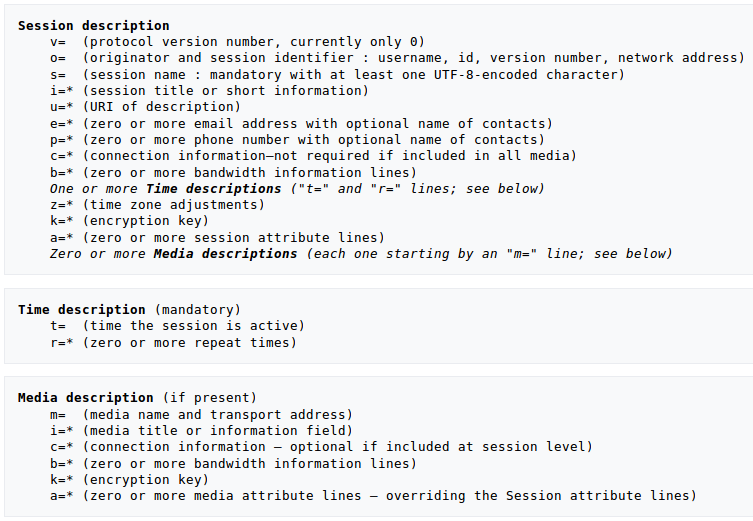 Session description
v=  (protocol version number, currently only 0)
o=  (originator and session identifier : username, id, version number, network address)
s=  (session name : mandatory with at least one UTF-8-encoded character)
i=* (session title or short information)
u=* (URI of description)
e=* (zero or more email address with optional name of contacts)
p=* (zero or more phone number with optional name of contacts)
c=* (connection information—not required if included in all media)
b=* (zero or more bandwidth information lines)
One or more Time descriptions ("t=" and "r=" lines; see below)
z=* (time zone adjustments)
k=* (encryption key)
a=* (zero or more session attribute lines)
Zero or more Media descriptions (each one starting by an "m=" line; see below)
Time description (mandatory)
t=  (time the session is active)
r=* (zero or more repeat times)
Media description (if present)
m=  (media name and transport address)
i=* (media title or information field)
c=* (connection information — optional if included at session level)
b=* (zero or more bandwidth information lines)
k=* (encryption key)
a=* (zero or more media attribute lines — overriding the Session attribute lines)